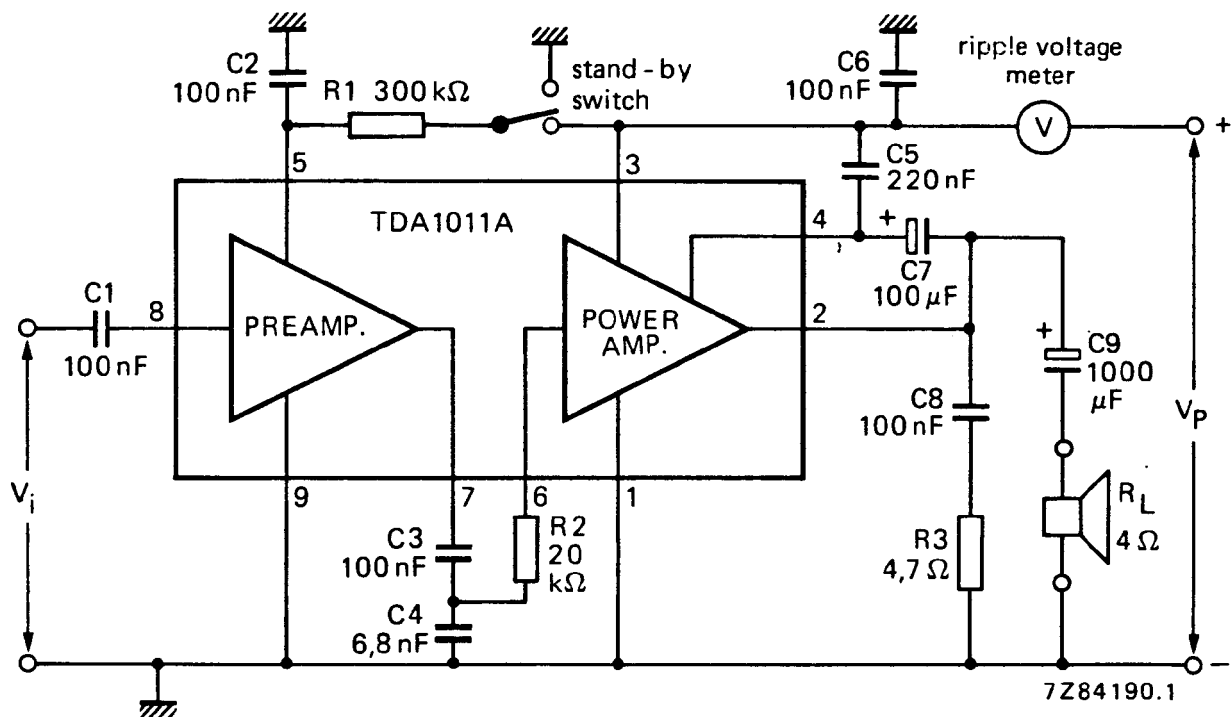 C2
100 nF
R1 300 kΩ
stand-by
switch
C6
100 nF
ripple voltage
meter
V
+
5
3
C5
220 nF
TDA1011A
4
+
C7
100 µF
C1
100 nF
8
PREAMP.
POWER
AMP.
2
+
C9
1000
µF
C8
100 nF
V_P
V_i
9
7
6
1
R2
20
kΩ
C3
100 nF
R3
4,7 Ω
R_L
4 Ω
C4
6,8 nF
−
7Z84190.1